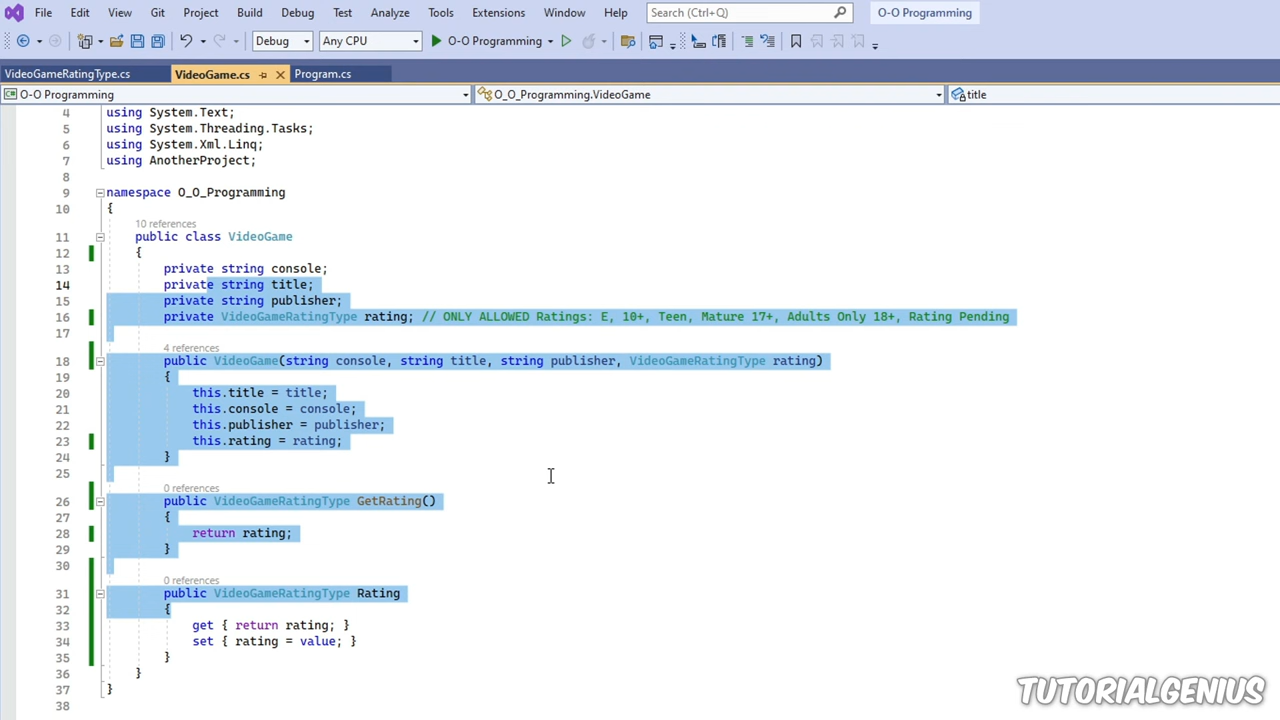 File Edit View Git Project Build Debug Test Analyze Tools Extensions Window Help Search (Ctrl+Q) O-O Programming
Debug Any CPU O-O Programming
VideoGameRatingType.cs VideoGame.cs Program.cs
O-O Programming O_O_Programming.VideoGame title
4 using System.Text;
5 using System.Threading.Tasks;
6 using System.Xml.Linq;
7 using AnotherProject;
8
9 namespace O_O_Programming
10 {
10 references
11 public class VideoGame
12 {
13 private string console;
14 private string title;
15 private string publisher;
16 private VideoGameRatingType rating; // ONLY ALLOWED Ratings: E, 10+, Teen, Mature 17+, Adults Only 18+, Rating Pending
17
4 references
18 public VideoGame(string console, string title, string publisher, VideoGameRatingType rating)
19 {
20 this.title = title;
21 this.console = console;
22 this.publisher = publisher;
23 this.rating = rating;
24 }
25
0 references
26 public VideoGameRatingType GetRating()
27 {
28 return rating;
29 }
30
0 references
31 public VideoGameRatingType Rating
32 {
33 get { return rating; }
34 set { rating = value; }
35 }
36 }
37 }
38
TUTORIALGENIUS